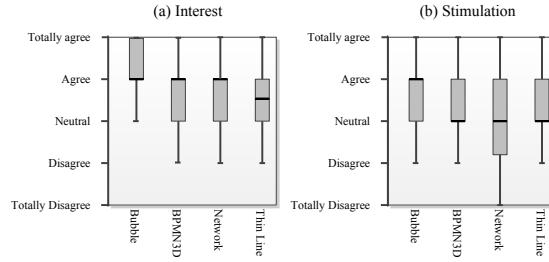 (a) Interest
(b) Stimulation
Totally agree
Agree
Neutral
Disagree
Totally Disagree
Bubble
BPMN3D
Network
Thin Line
Totally agree
Agree
Neutral
Disagree
Totally Disagree
Bubble
BPMN3D
Network
Thin Line